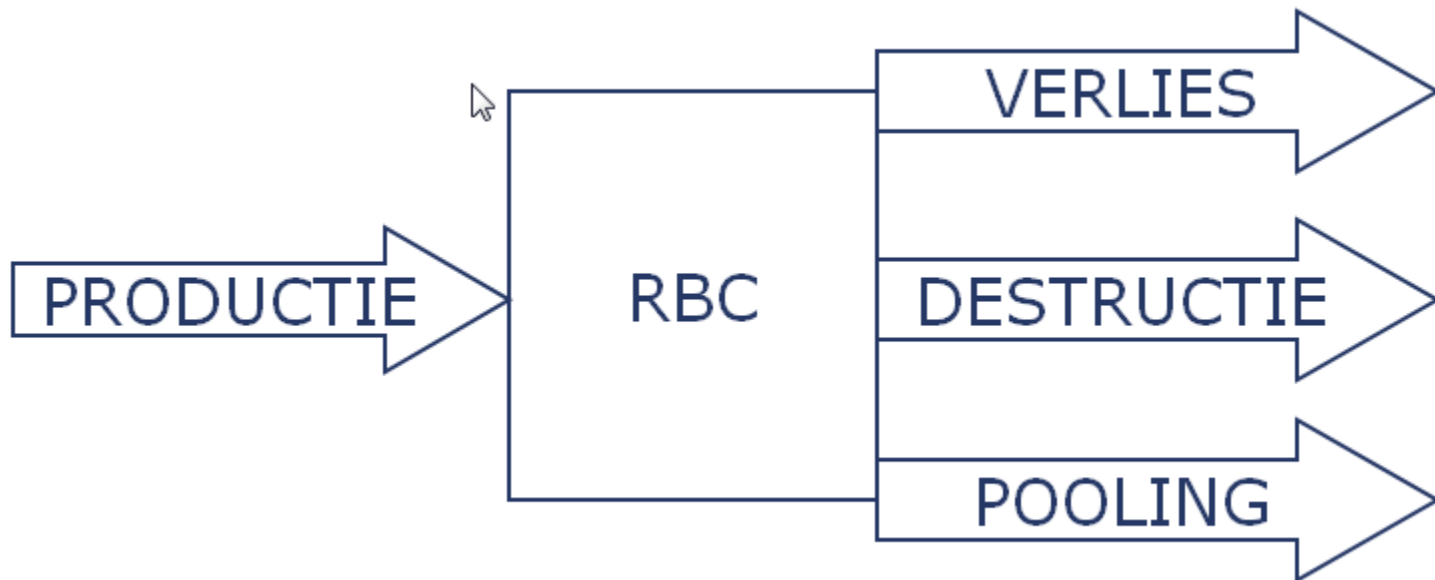 VERLIES
PRODUCTIE
RBC
DESTRUCTIE
POOLING